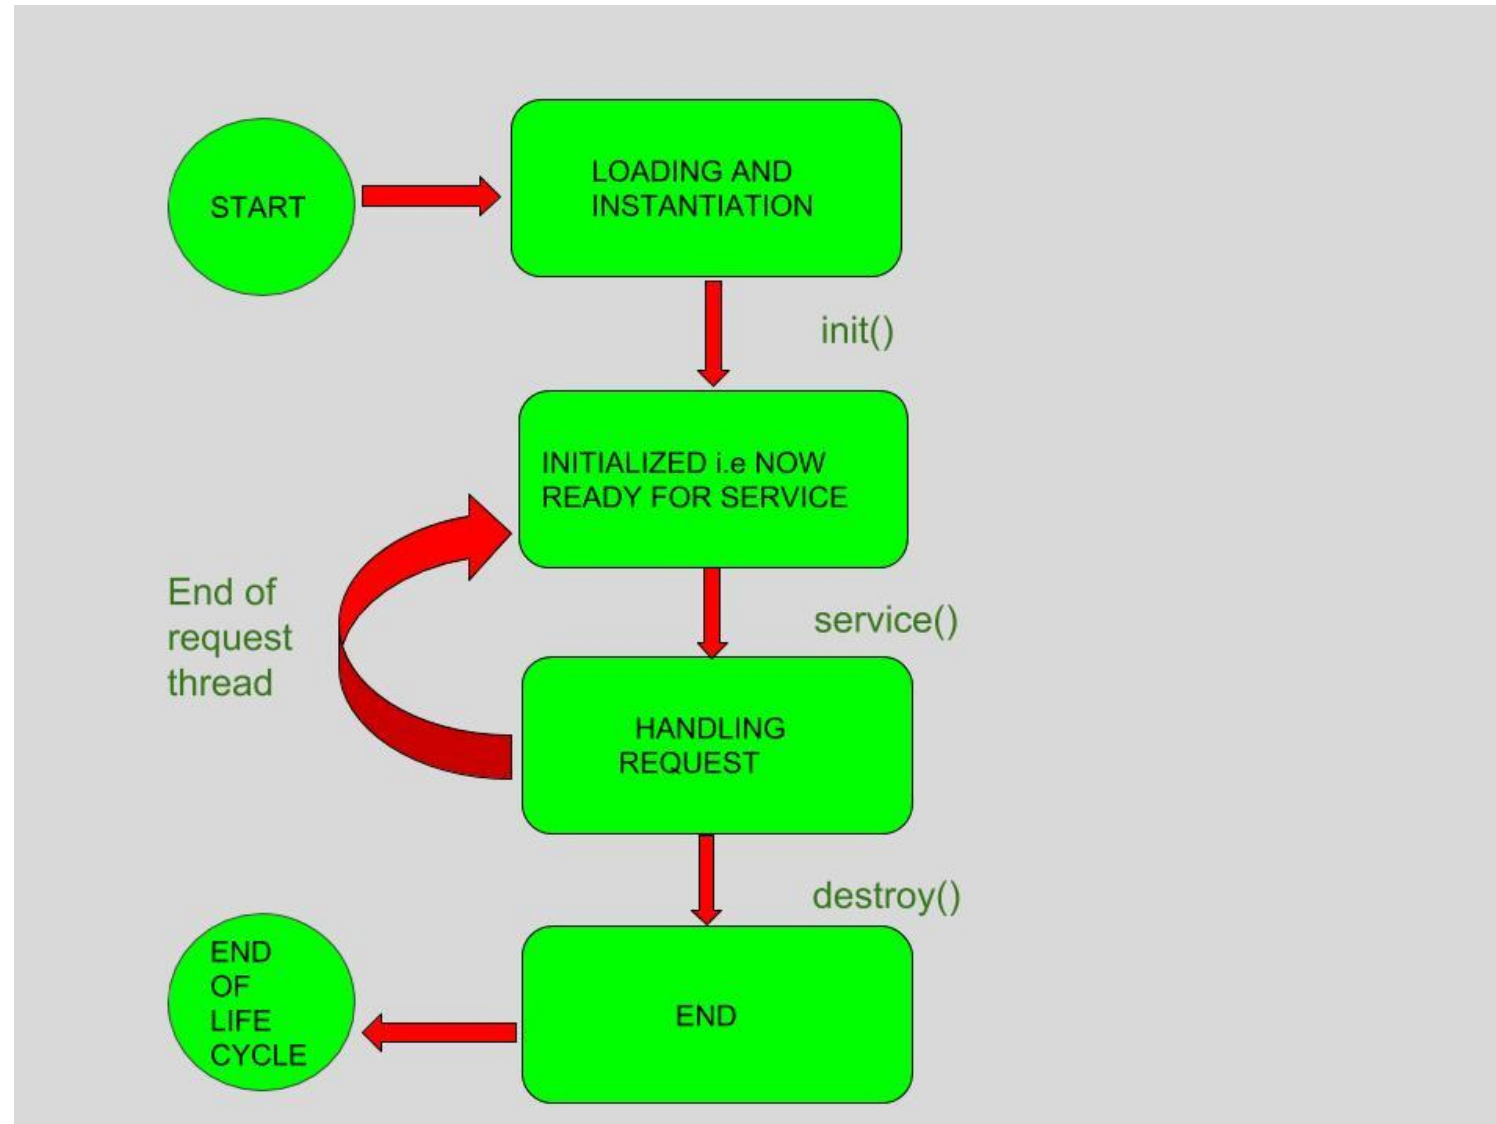 START
LOADING AND
INSTANTIATION
init()
INITIALIZED i.e NOW
READY FOR SERVICE
End of
request
thread
service()
HANDLING
REQUEST
destroy()
END
OF
LIFE
CYCLE
END